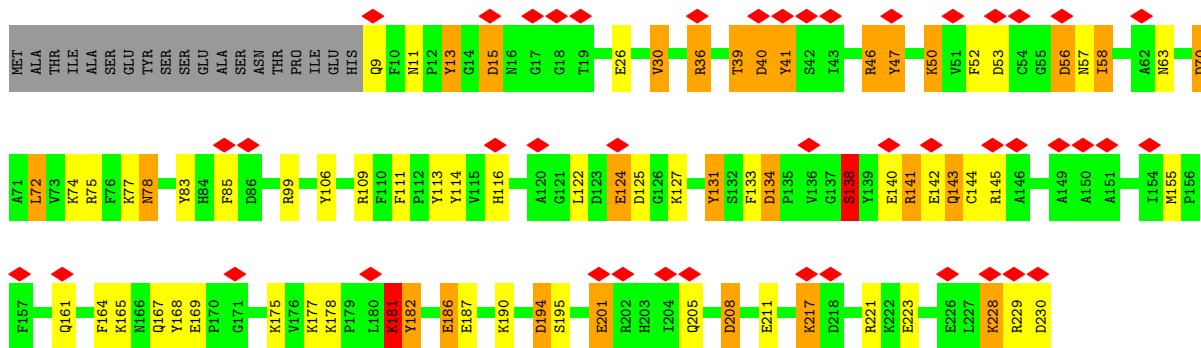 MET ALA THR ILE ALA SER GLU TYR SER SER GLU ALA SER ASN THR PRO ILE GLU HIS Q9 F10 N11 P12 Y13 G14 D15 N16 G17 G18 T19 E26 V30 R36 T39 D40 Y41 S42 I43 R46 Y47 K50 V51 F52 D53 C54 G55 D56 N57 I58 A62 N63 D70
A71 L72 V73 K74 R75 F76 K77 N78 Y83 H84 F85 D86 R99 Y106 R109 F110 F111 P112 Y113 Y114 V115 H116 A120 G121 L122 D123 E124 D125 G126 K127 Y131 S132 F133 D134 P135 V136 G137 S138 Y139 E140 R141 E142 Q143 C144 R145 A146 A149 A150 A151 I154 M155 P156
F157 Q161 F164 K165 N166 Q167 Y168 E169 P170 G171 K175 V176 K177 K178 P179 L180 K181 Y182 E186 E187 K190 D194 S195 E201 R202 H203 I204 Q205 D208 E211 K217 D218 R221 K222 E223 E226 L227 K228 R229 D230